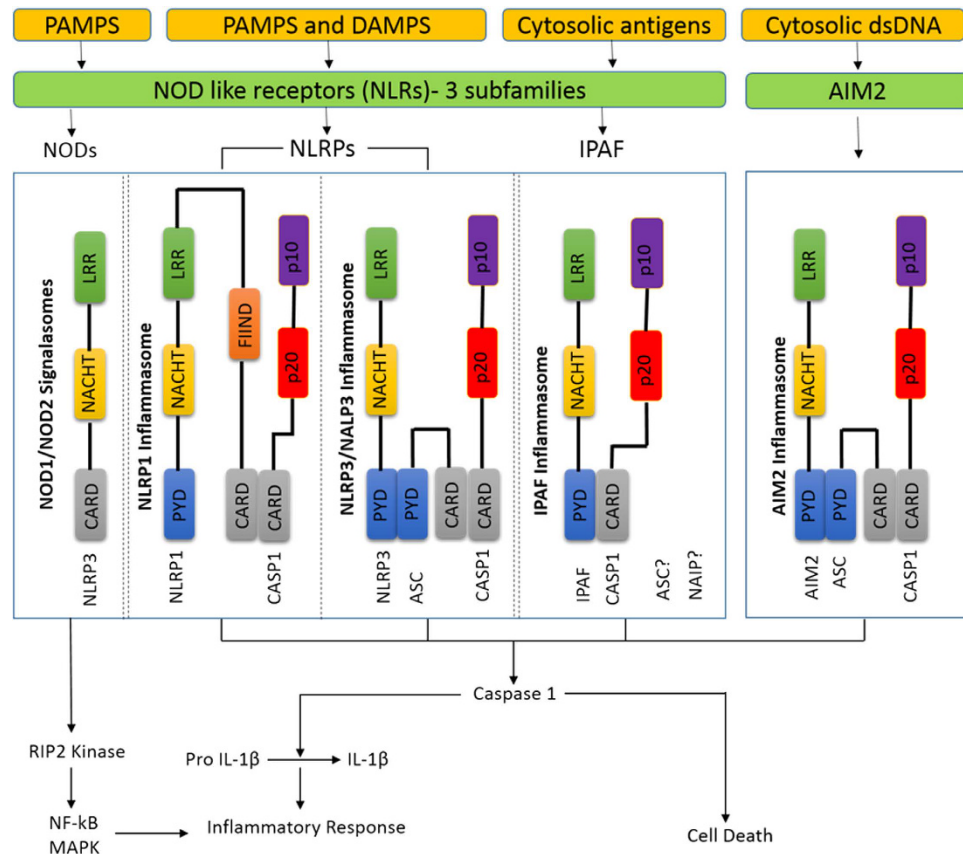 PAMPS
PAMPS and DAMPS
Cytosolic antigens
Cytosolic dsDNA
NOD like receptors (NLRs)- 3 subfamilies
AIM2
NODs
NLRPs
IPAF
NOD1/NOD2 Signalasomes
LRR
NACHT
CARD
NLRP3
NLRP1 Inflammasome
LRR
NACHT
PYD
NLRP1
FIIND
CARD
p10
p20
CARD
CASP1
NLRP3/NALP3 Inflammasome
LRR
NACHT
PYD
NLRP3
PYD
ASC
CARD
p10
p20
CARD
CASP1
IPAF Inflammasome
LRR
NACHT
PYD
IPAF
p10
p20
CARD
CASP1
ASC?
NAIP?
AIM2 Inflammasome
LRR
NACHT
PYD
AIM2
PYD
ASC
CARD
p10
p20
CARD
CASP1
Caspase 1
RIP2 Kinase
Pro IL-1β
IL-1β
NF-kB
MAPK
Inflammatory Response
Cell Death